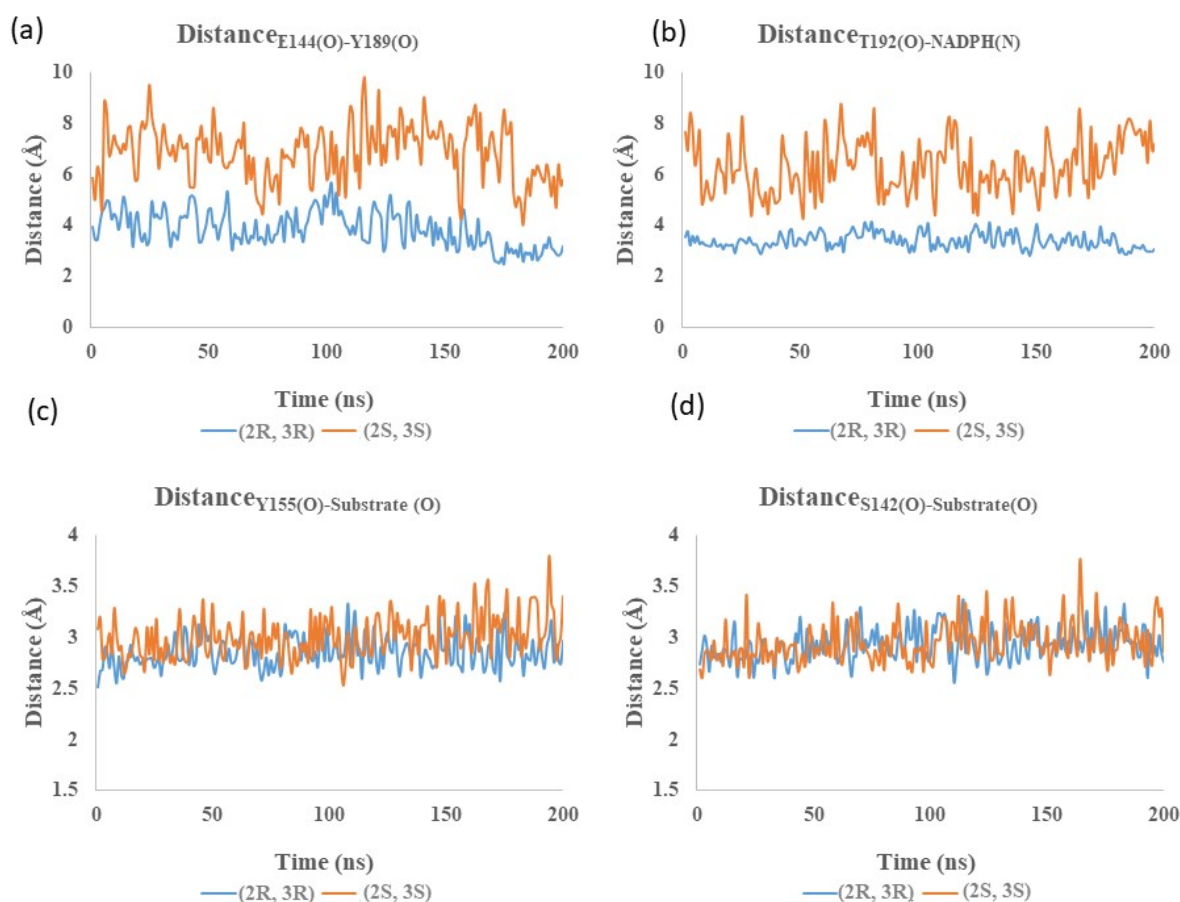 (a)
Distance E144(O)-Y189(O)
10
8
6
4
2
0
Distance (Å)
0 50 100 150 200
Time (ns)
(2R, 3R) (2S, 3S)
(b)
Distance T192(O)-NADPH(N)
10
8
6
4
2
0
Distance (Å)
0 50 100 150 200
Time (ns)
(2R, 3R) (2S, 3S)
(c)
Distance Y155(O)-Substrate (O)
4
3.5
3
2.5
2
1.5
Distance (Å)
0 50 100 150 200
Time (ns)
(2R, 3R) (2S, 3S)
(d)
Distance S142(O)-Substrate(O)
4
3.5
3
2.5
2
1.5
Distance (Å)
0 50 100 150 200
Time (ns)
(2R, 3R) (2S, 3S)